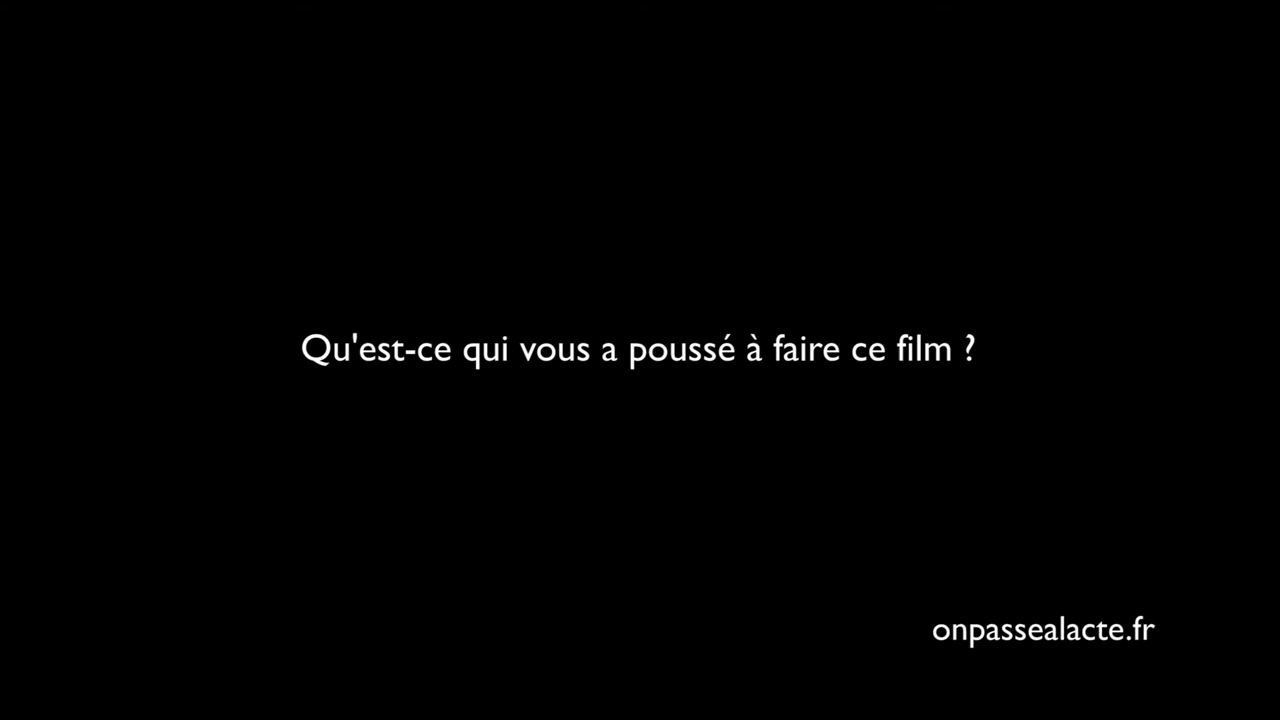 Qu'est-ce qui vous a poussé à faire ce film ?
onpassealacte.fr